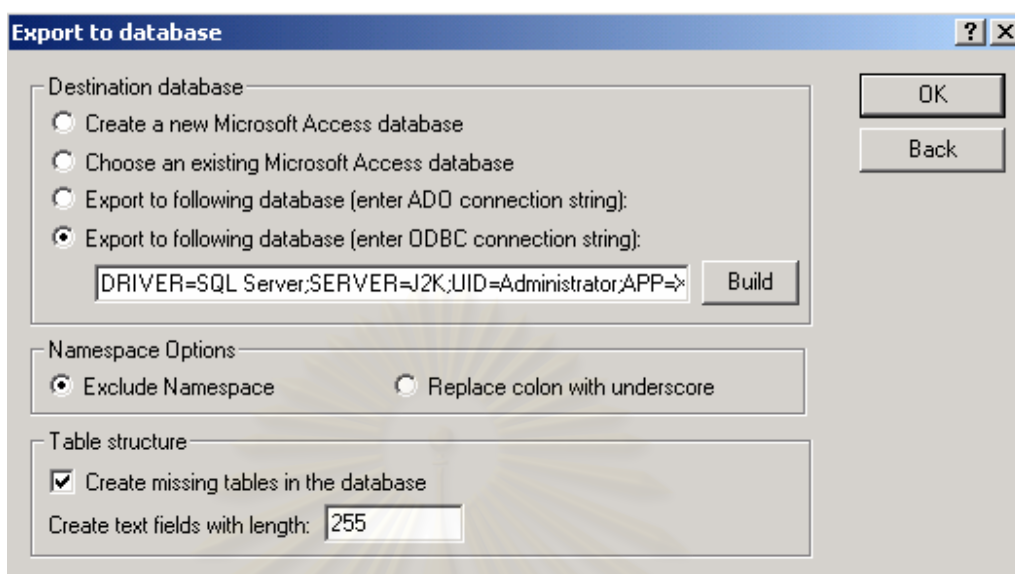 Export to database
Destination database
OK
Create a new Microsoft Access database
Back
Choose an existing Microsoft Access database
Export to following database (enter ADO connection string):
Export to following database (enter ODBC connection string):
DRIVER=SQL Server;SERVER=J2K;UID=Administrator;APP=
Build
Namespace Options
Exclude Namespace
Replace colon with underscore
Table structure
Create missing tables in the database
Create text fields with length: 255